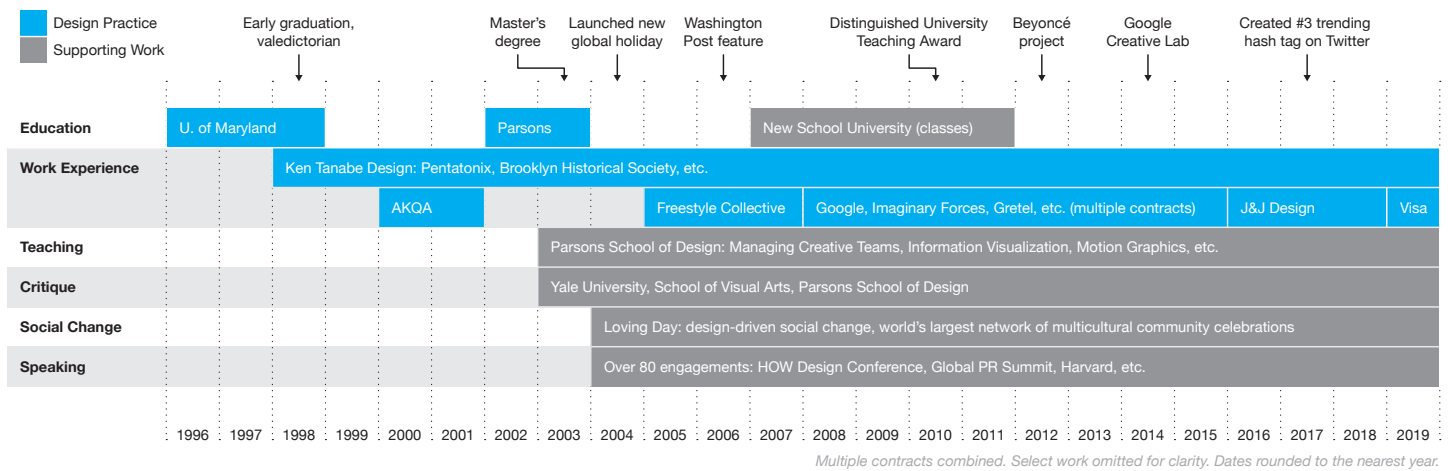 Design Practice
Supporting Work
Early graduation,
valedictorian
Master's
degree
Launched new
global holiday
Washington
Post feature
Distinguished University
Teaching Award
Beyoncé
project
Google
Creative Lab
Created #3 trending
hash tag on Twitter
Education
U. of Maryland
Parsons
New School University (classes)
Work Experience
Ken Tanabe Design: Pentatonix, Brooklyn Historical Society, etc.
AKQA
Freestyle Collective
Google, Imaginary Forces, Gretel, etc. (multiple contracts)
J&J Design
Visa
Teaching
Parsons School of Design: Managing Creative Teams, Information Visualization, Motion Graphics, etc.
Critique
Yale University, School of Visual Arts, Parsons School of Design
Social Change
Loving Day: design-driven social change, world's largest network of multicultural community celebrations
Speaking
Over 80 engagements: HOW Design Conference, Global PR Summit, Harvard, etc.
1996 1997 1998 1999 2000 2001 2002 2003 2004 2005 2006 2007 2008 2009 2010 2011 2012 2013 2014 2015 2016 2017 2018 2019
Multiple contracts combined. Select work omitted for clarity. Dates rounded to the nearest year.